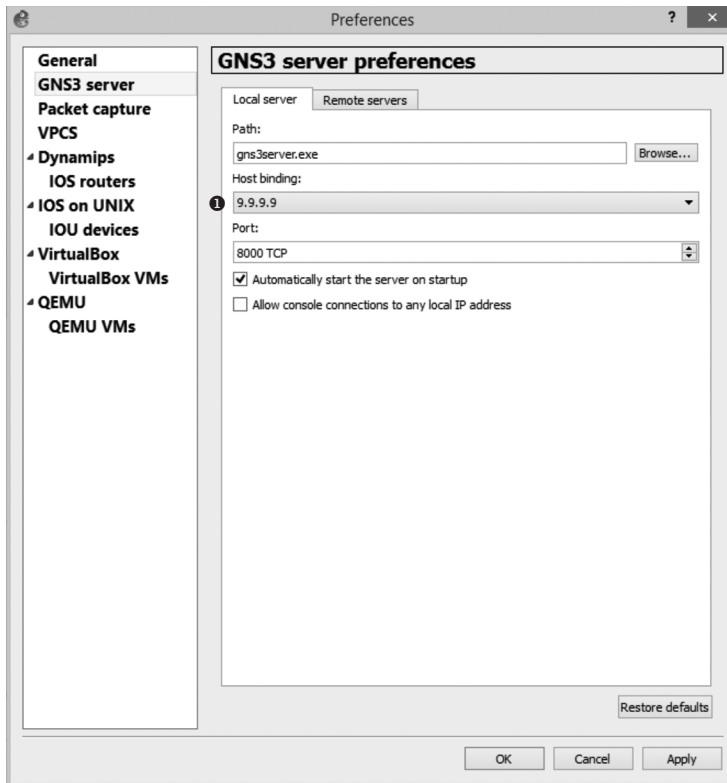 Preferences
?
×
General
GNS3 server
Packet capture
VPCS
Dynamips
IOS routers
IOS on UNIX
IOU devices
VirtualBox
VirtualBox VMs
QEMU
QEMU VMs
GNS3 server preferences
Local server
Remote servers
Path:
gns3server.exe
Browse...
Host binding:
❶
9.9.9.9
Port:
8000 TCP
Automatically start the server on startup
Allow console connections to any local IP address
Restore defaults
OK
Cancel
Apply